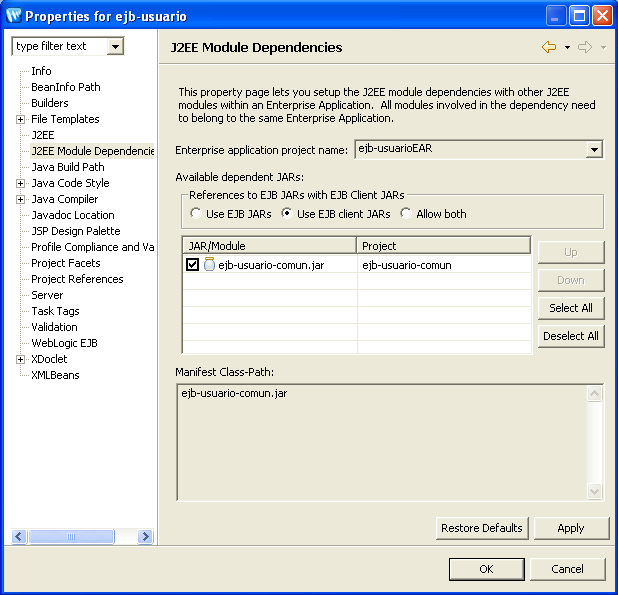 Properties for ejb-usuario
type filter text
J2EE Module Dependencies
Info
BeanInfo Path
Builders
File Templates
J2EE
J2EE Module Dependencie
Java Build Path
Java Code Style
Java Compiler
Javadoc Location
JSP Design Palette
Profile Compliance and Va
Project Facets
Project References
Server
Task Tags
Validation
WebLogic EJB
XDoclet
XMLBeans
This property page lets you setup the J2EE module dependencies with other J2EE
modules within an Enterprise Application. All modules involved in the dependency need
to belong to the same Enterprise Application.
Enterprise application project name: ejb-usuarioEAR
Available dependent JARs:
References to EJB JARs with EJB Client JARs
Use EJB JARs Use EJB client JARs Allow both
JAR/Module Project
ejb-usuario-comun.jar ejb-usuario-comun
Up
Down
Select All
Deselect All
Manifest Class-Path:
ejb-usuario-comun.jar
Restore Defaults Apply
OK Cancel